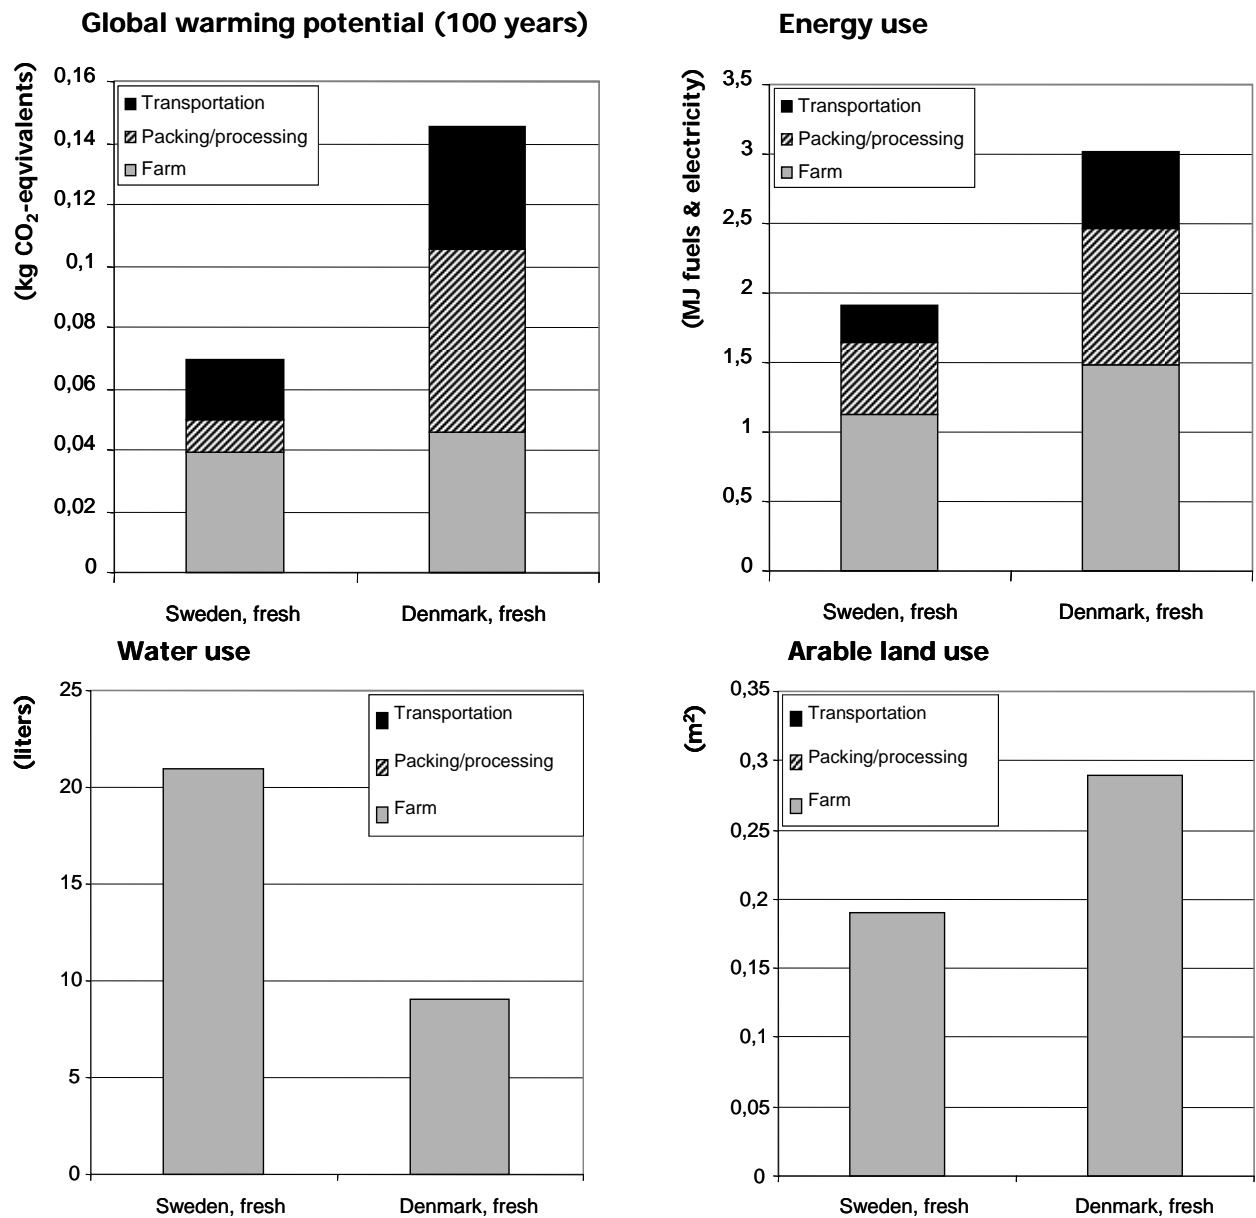 Global warming potential (100 years)
(kg CO₂-eqvivalents)
0,16
0,14
0,12
0,1
0,08
0,06
0,04
0,02
0
Transportation
Packing/processing
Farm
Sweden, fresh
Denmark, fresh
Energy use
(MJ fuels & electricity)
3,5
3
2,5
2
1,5
1
0,5
0
Transportation
Packing/processing
Farm
Sweden, fresh
Denmark, fresh
Water use
(liters)
25
20
15
10
5
0
Transportation
Packing/processing
Farm
Sweden, fresh
Denmark, fresh
Arable land use
(m²)
0,35
0,3
0,25
0,2
0,15
0,1
0,05
0
Transportation
Packing/processing
Farm
Sweden, fresh
Denmark, fresh